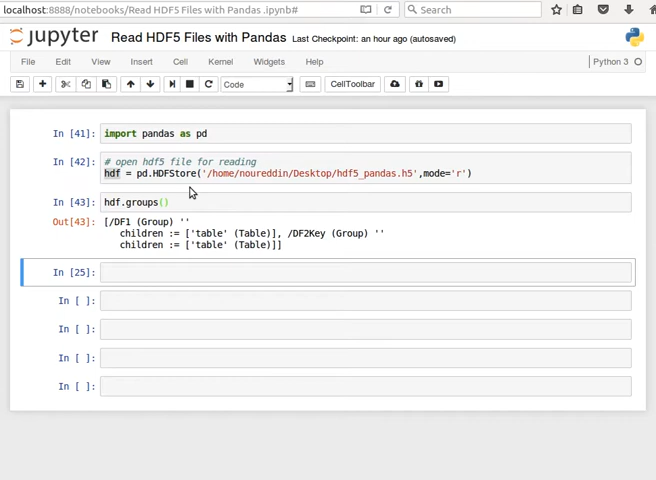 localhost:8888/notebooks/Read HDF5 Files with Pandas .ipynb#
Search
jupyter Read HDF5 Files with Pandas Last Checkpoint: an hour ago (autosaved)
File Edit View Insert Cell Kernel Widgets Help Python 3
Code CellToolbar
In [41]: import pandas as pd
In [42]: # open hdf5 file for reading
hdf = pd.HDFStore('/home/noureddin/Desktop/hdf5_pandas.h5',mode='r')
In [43]: hdf.groups()
Out[43]: [/DF1 (Group) ''
children := ['table' (Table)], /DF2Key (Group) ''
children := ['table' (Table)]]
In [25]:
In [ ]:
In [ ]:
In [ ]:
In [ ]: